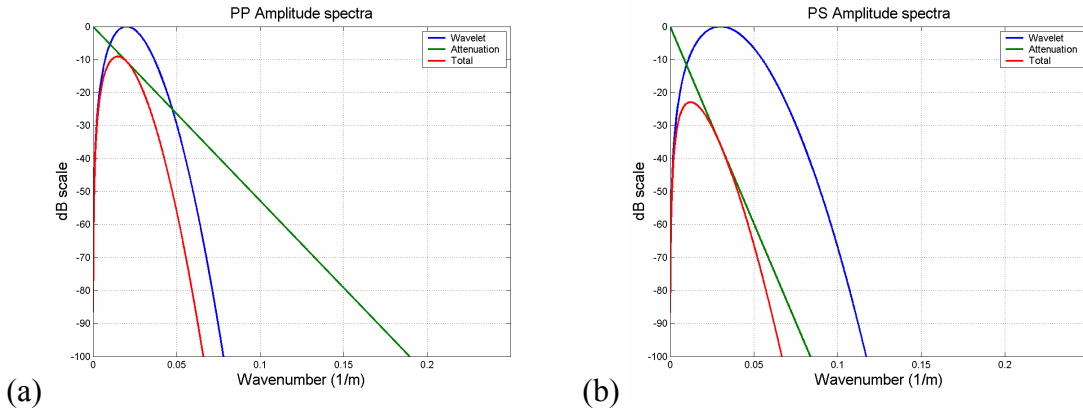 PP Amplitude spectra
0
-10
-20
-30
-40
-50
-60
-70
-80
-90
-100
dB scale
Wavelet
Attenuation
Total
0
0.05
0.1
0.15
0.2
Wavenumber (1/m)
(a)
PS Amplitude spectra
0
-10
-20
-30
-40
-50
-60
-70
-80
-90
-100
dB scale
Wavelet
Attenuation
Total
0
0.05
0.1
0.15
0.2
Wavenumber (1/m)
(b)